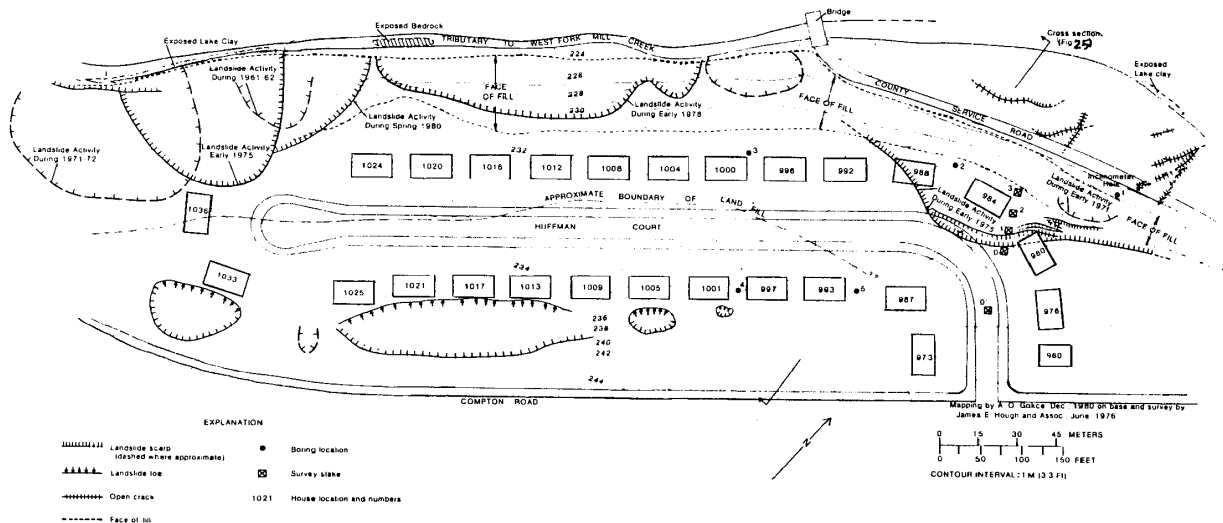 Exposed Bedrock
Bridge
TRIBUTARY TO WEST FORK MILL CREEK
Exposed Lake Clay
Cross section
(Fig 25)
Exposed
Lake clay
Landslide Activity
During 1961-62
224
226
228
230
FACE
OF FILL
Landslide Activity
During Early 1978
FACE OF FILL
COUNTY SERVICE ROAD
Landslide Activity
During Spring 1980
Landslide Activity
During 1971-72
Landslide Activity
Early 1975
232
3
2
1024
1020
1016
1012
1008
1004
1000
996
992
988
984
3
2
1
0
Inclinometer
Landslide Activity
During Early
Landslide Activity
During Early
1975
FACE OF FILL
1036
APPROXIMATE BOUNDARY OF LAND FILL
HUFFMAN COURT
980
234
1033
1025
1021
1017
1013
1009
1005
1001
4
997
993
5
987
976
236
238
240
242
973
960
244
COMPTON ROAD
N
Mapping by A. O. Gokce Dec. 1980 on base and survey by
James E Hough and Assoc., June 1976
EXPLANATION
Landslide scarp
(dashed where approximate)
Landslide toe
Open crack
Face of fill
Boring location
Survey stake
1021 House location and numbers
0 15 30 45 METERS
0 50 100 150 FEET
CONTOUR INTERVAL: 1 M (3.3 Ft)